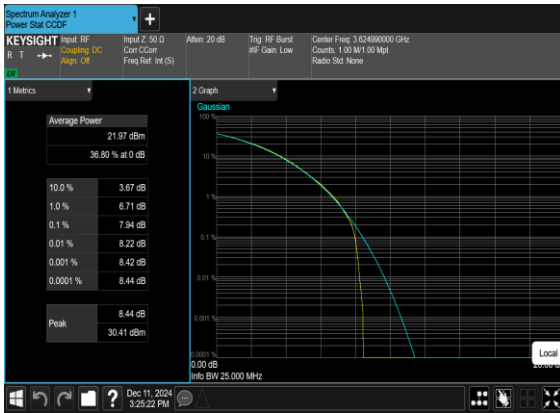 Spectrum Analyzer 1
Power Stat CCDF
KEYSIGHT
R T
LXI
Input: RF
Coupling: DC
Align: Off
Input Z: 50 Ω
Corr CCorr
Freq Ref: Int (S)
Atten: 20 dB
Trig: RF Burst
#IF Gain: Low
Center Freq: 3.624990000 GHz
Counts: 1.00 M/1.00 Mpt
Radio Std: None
1 Metrics
Average Power
21.97 dBm
36.80 % at 0 dB
10.0 % 3.67 dB
1.0 % 6.71 dB
0.1 % 7.94 dB
0.01 % 8.22 dB
0.001 % 8.42 dB
0.0001 % 8.44 dB
Peak 8.44 dB
30.41 dBm
2 Graph
Gaussian
100 %
10 %
1 %
0.1 %
0.01 %
0.001 %
0.0001 %
0.00 dB
Info BW 25.000 MHz
Local
?
Dec 11, 2024
3:25:22 PM